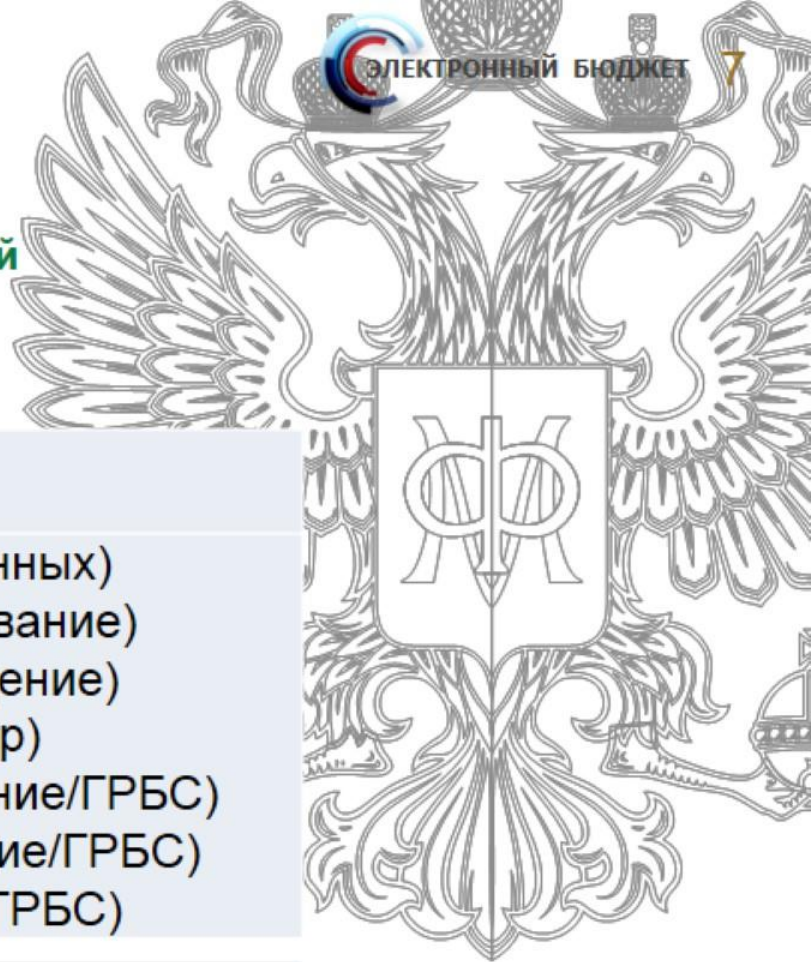 ЭЛЕКТРОННЫЙ БЮДЖЕТ 7
й
нных)
вание)
ение)
р)
ние/ГРБС)
ие/ГРБС)
ГРБС)